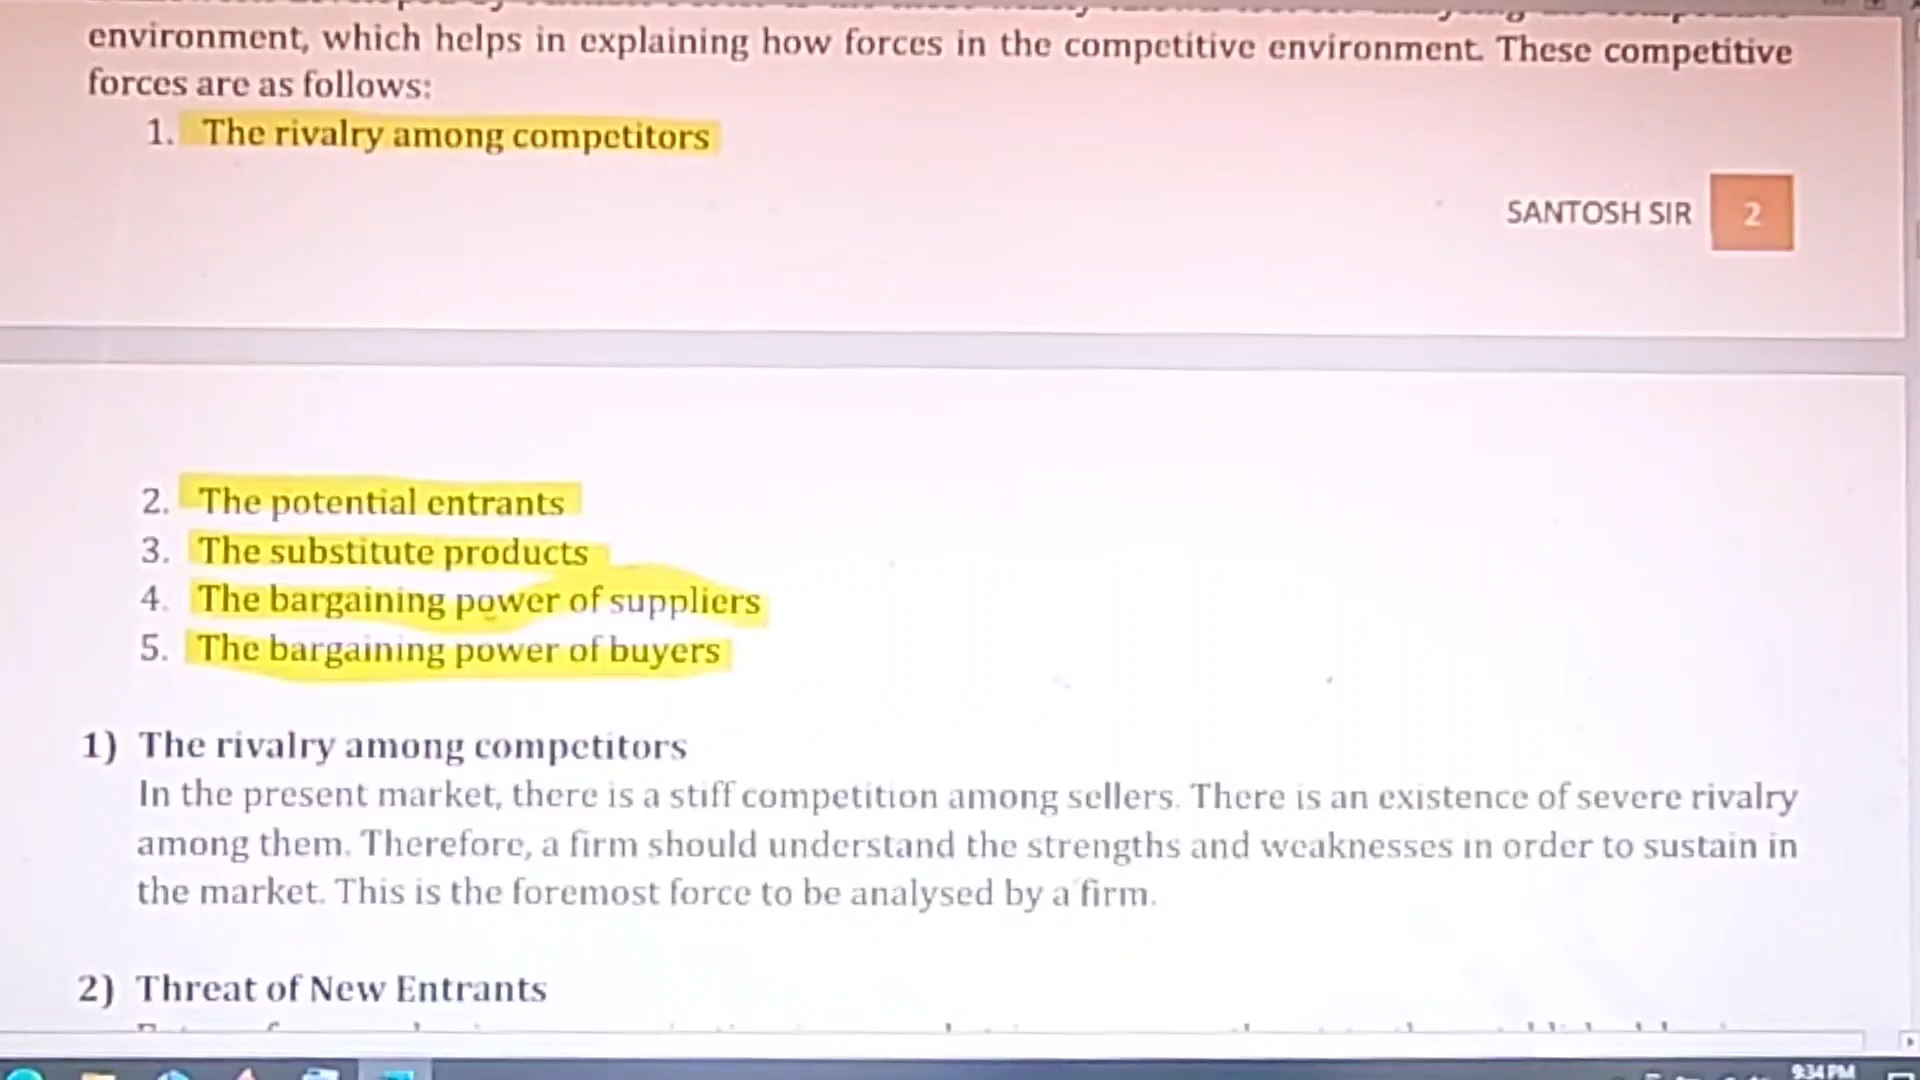 environment, which helps in explaining how forces in the competitive environment. These competitive
forces are as follows:
1. The rivalry among competitors
SANTOSH SIR 2
2. The potential entrants
3. The substitute products
4. The bargaining power of suppliers
5. The bargaining power of buyers
1) The rivalry among competitors
In the present market, there is a stiff competition among sellers. There is an existence of severe rivalry
among them. Therefore, a firm should understand the strengths and weaknesses in order to sustain in
the market. This is the foremost force to be analysed by a firm.
2) Threat of New Entrants
9:34 PM